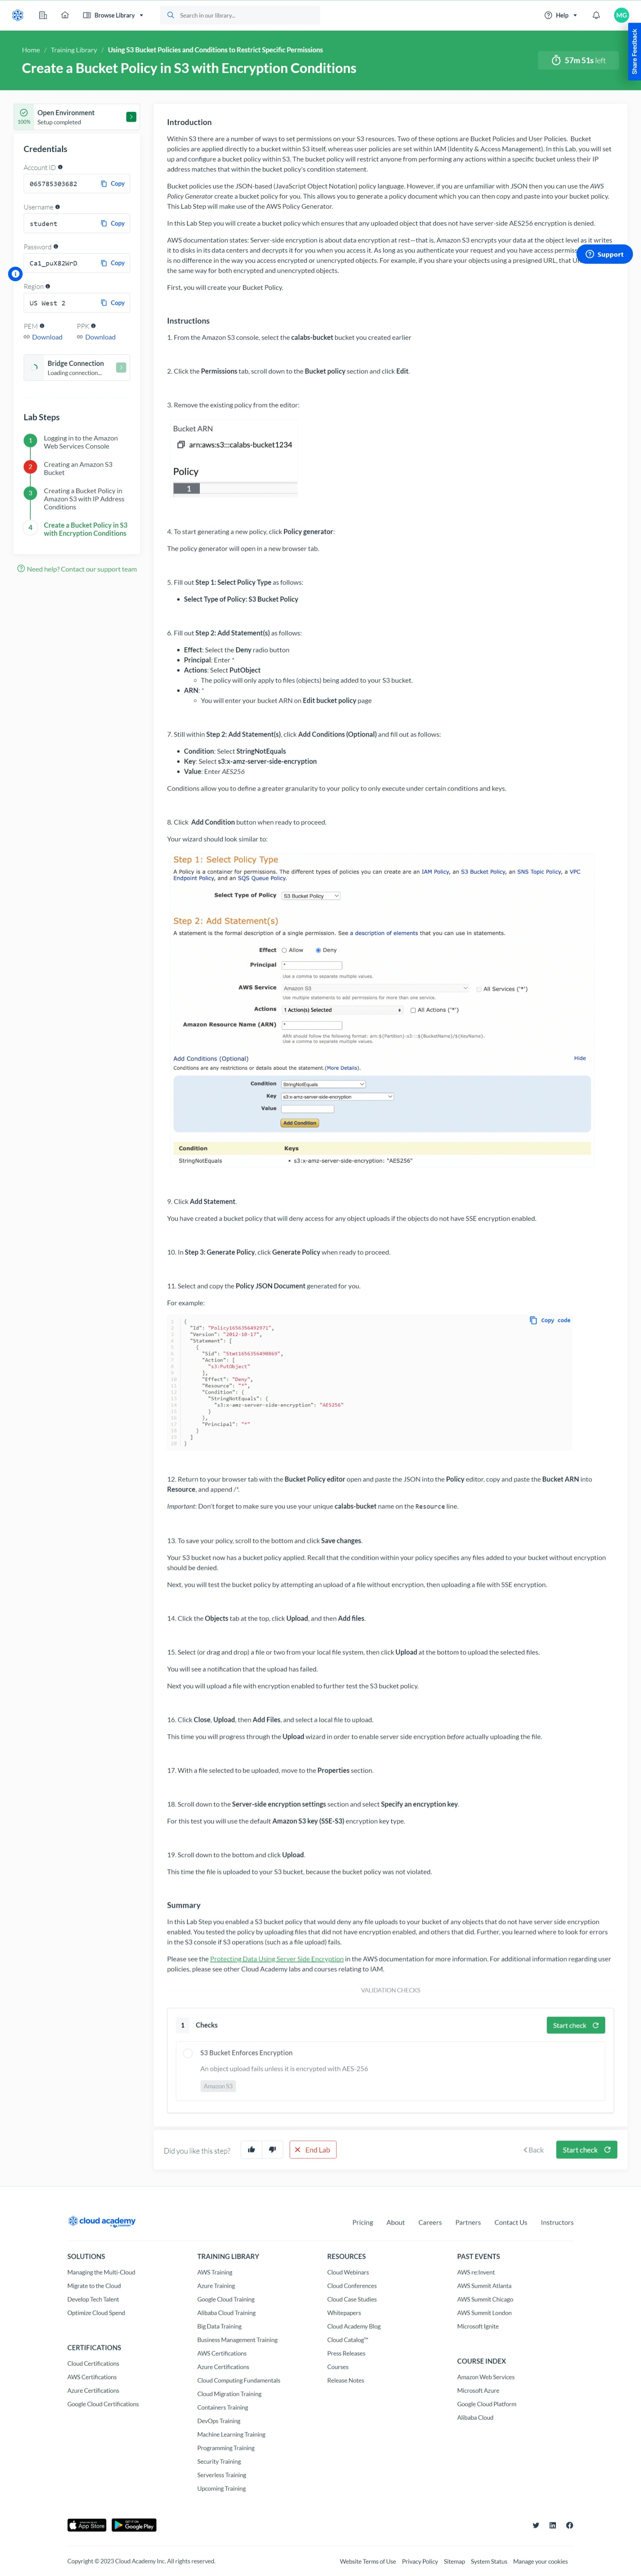 Browse Library
Search in our library...
Help
MG
Share Feedback
Home / Training Library / Using S3 Bucket Policies and Conditions to Restrict Specific Permissions
Create a Bucket Policy in S3 with Encryption Conditions
57m 51s left
100%
Open Environment
Setup completed
Credentials
Account ID
065785303682
Copy
Username
student
Copy
Password
Ca1_puX82WrD
Copy
Region
US West 2
Copy
PEM
PPK
Download
Download
Bridge Connection
Loading connection...
Lab Steps
1
Logging in to the Amazon
Web Services Console
2
Creating an Amazon S3
Bucket
3
Creating a Bucket Policy in
Amazon S3 with IP Address
Conditions
4
Create a Bucket Policy in S3
with Encryption Conditions
Need help? Contact our support team
Introduction
Within S3 there are a number of ways to set permissions on your S3 resources. Two of these options are Bucket Policies and User Policies. Bucket
policies are applied directly to a bucket within S3 itself, whereas user policies are set within IAM (Identity & Access Management). In this Lab, you will set
up and configure a bucket policy within S3. The bucket policy will restrict anyone from performing any actions within a specific bucket unless their IP
address matches that within the bucket policy's condition statement.
Bucket policies use the JSON-based (JavaScript Object Notation) policy language. However, if you are unfamiliar with JSON then you can use the AWS
Policy Generator create a bucket policy for you. This allows you to generate a policy document which you can then copy and paste into your bucket policy.
This Lab Step will make use of the AWS Policy Generator.
In this Lab Step you will create a bucket policy which ensures that any uploaded object that does not have server-side AES256 encryption is denied.
AWS documentation states: Server-side encryption is about data encryption at rest—that is, Amazon S3 encrypts your data at the object level as it writes
it to disks in its data centers and decrypts it for you when you access it. As long as you authenticate your request and you have access permissions,
is no difference in the way you access encrypted or unencrypted objects. For example, if you share your objects using a presigned URL, that
the same way for both encrypted and unencrypted objects.
Support
First, you will create your Bucket Policy.
Instructions
1. From the Amazon S3 console, select the calabs-bucket bucket you created earlier
2. Click the Permissions tab, scroll down to the Bucket policy section and click Edit.
3. Remove the existing policy from the editor:
Bucket ARN
arn:aws:s3:::calabs-bucket1234
Policy
1
4. To start generating a new policy, click Policy generator:
The policy generator will open in a new browser tab.
5. Fill out Step 1: Select Policy Type as follows:
• Select Type of Policy: S3 Bucket Policy
6. Fill out Step 2: Add Statement(s) as follows:
• Effect: Select the Deny radio button
• Principal: Enter *
• Actions: Select PutObject
◦ The policy will only apply to files (objects) being added to your S3 bucket.
• ARN: *
◦ You will enter your bucket ARN on Edit bucket policy page
7. Still within Step 2: Add Statement(s), click Add Conditions (Optional) and fill out as follows:
• Condition: Select StringNotEquals
• Key: Select s3:x-amz-server-side-encryption
• Value: Enter AES256
Conditions allow you to define a greater granularity to your policy to only execute under certain conditions and keys.
8. Click Add Condition button when ready to proceed.
Your wizard should look similar to:
Step 1: Select Policy Type
A Policy is a container for permissions. The different types of policies you can create are an IAM Policy, an S3 Bucket Policy, an SNS Topic Policy, a VPC
Endpoint Policy, and an SQS Queue Policy.
Select Type of Policy S3 Bucket Policy
Step 2: Add Statement(s)
A statement is the formal description of a single permission. See a description of elements that you can use in statements.
Effect Allow Deny
Principal *
Use a comma to separate multiple values.
AWS Service Amazon S3 All Services ('*')
Use multiple statements to add permissions for more than one service.
Actions 1 Action(s) Selected All Actions ('*')
Amazon Resource Name (ARN) *
ARN should follow the following format: arn:${Partition}:s3:::${BucketName}/${KeyName}.
Use a comma to separate multiple values.
Add Conditions (Optional) Hide
Conditions are any restrictions or details about the statement.(More Details).
Condition StringNotEquals
Key s3:x-amz-server-side-encryption
Value
Add Condition
Condition Keys
StringNotEquals • s3:x-amz-server-side-encryption: "AES256"
9. Click Add Statement.
You have created a bucket policy that will deny access for any object uploads if the objects do not have SSE encryption enabled.
10. In Step 3: Generate Policy, click Generate Policy when ready to proceed.
11. Select and copy the Policy JSON Document generated for you.
For example:
Copy code
1 {
2 "Id": "Policy1656356492971",
3 "Version": "2012-10-17",
4 "Statement": [
5 {
6 "Sid": "Stmt1656356490869",
7 "Action": [
8 "s3:PutObject"
9 ],
10 "Effect": "Deny",
11 "Resource": "*",
12 "Condition": {
13 "StringNotEquals": {
14 "s3:x-amz-server-side-encryption": "AES256"
15 }
16 },
17 "Principal": "*"
18 }
19 ]
20 }
12. Return to your browser tab with the Bucket Policy editor open and paste the JSON into the Policy editor, copy and paste the Bucket ARN into
Resource, and append /*.
Important: Don't forget to make sure you use your unique calabs-bucket name on the Resource line.
13. To save your policy, scroll to the bottom and click Save changes.
Your S3 bucket now has a bucket policy applied. Recall that the condition within your policy specifies any files added to your bucket without encryption
should be denied.
Next, you will test the bucket policy by attempting an upload of a file without encryption, then uploading a file with SSE encryption.
14. Click the Objects tab at the top, click Upload, and then Add files.
15. Select (or drag and drop) a file or two from your local file system, then click Upload at the bottom to upload the selected files.
You will see a notification that the upload has failed.
Next you will upload a file with encryption enabled to further test the S3 bucket policy.
16. Click Close, Upload, then Add Files, and select a local file to upload.
This time you will progress through the Upload wizard in order to enable server side encryption before actually uploading the file.
17. With a file selected to be uploaded, move to the Properties section.
18. Scroll down to the Server-side encryption settings section and select Specify an encryption key.
For this test you will use the default Amazon S3 key (SSE-S3) encryption key type.
19. Scroll down to the bottom and click Upload.
This time the file is uploaded to your S3 bucket, because the bucket policy was not violated.
Summary
In this Lab Step you enabled a S3 bucket policy that would deny any file uploads to your bucket of any objects that do not have server side encryption
enabled. You tested the policy by uploading files that did not have encryption enabled, and others that did. Further, you learned where to look for errors
in the S3 console if S3 operations (such as a file upload) fails.
Please see the Protecting Data Using Server Side Encryption in the AWS documentation for more information. For additional information regarding user
policies, please see other Cloud Academy labs and courses relating to IAM.
VALIDATION CHECKS
1 Checks
Start check
S3 Bucket Enforces Encryption
An object upload fails unless it is encrypted with AES-256
Amazon S3
Did you like this step?
End Lab
Back
Start check
cloud academy
Pricing About Careers Partners Contact Us Instructors
SOLUTIONS
Managing the Multi-Cloud
Migrate to the Cloud
Develop Tech Talent
Optimize Cloud Spend
CERTIFICATIONS
Cloud Certifications
AWS Certifications
Azure Certifications
Google Cloud Certifications
TRAINING LIBRARY
AWS Training
Azure Training
Google Cloud Training
Alibaba Cloud Training
Big Data Training
Business Management Training
AWS Certifications
Azure Certifications
Cloud Computing Fundamentals
Cloud Migration Training
Containers Training
DevOps Training
Machine Learning Training
Programming Training
Security Training
Serverless Training
Upcoming Training
RESOURCES
Cloud Webinars
Cloud Conferences
Cloud Case Studies
Whitepapers
Cloud Academy Blog
Cloud Catalog™
Press Releases
Courses
Release Notes
PAST EVENTS
AWS re:Invent
AWS Summit Atlanta
AWS Summit Chicago
AWS Summit London
Microsoft Ignite
COURSE INDEX
Amazon Web Services
Microsoft Azure
Google Cloud Platform
Alibaba Cloud
App Store
Google Play
Copyright © 2023 Cloud Academy Inc. All rights reserved.
Website Terms of Use Privacy Policy Sitemap System Status Manage your cookies